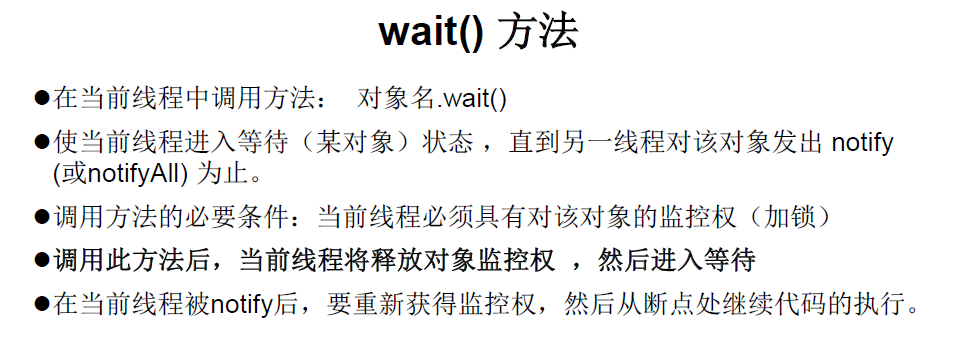 wait() 方法
●在当前线程中调用方法： 对象名.wait()
●使当前线程进入等待（某对象）状态 ，直到另一线程对该对象发出 notify
(或notifyAll) 为止。
●调用方法的必要条件：当前线程必须具有对该对象的监控权（加锁）
●调用此方法后，当前线程将释放对象监控权 ，然后进入等待
●在当前线程被notify后，要重新获得监控权，然后从断点处继续代码的执行。